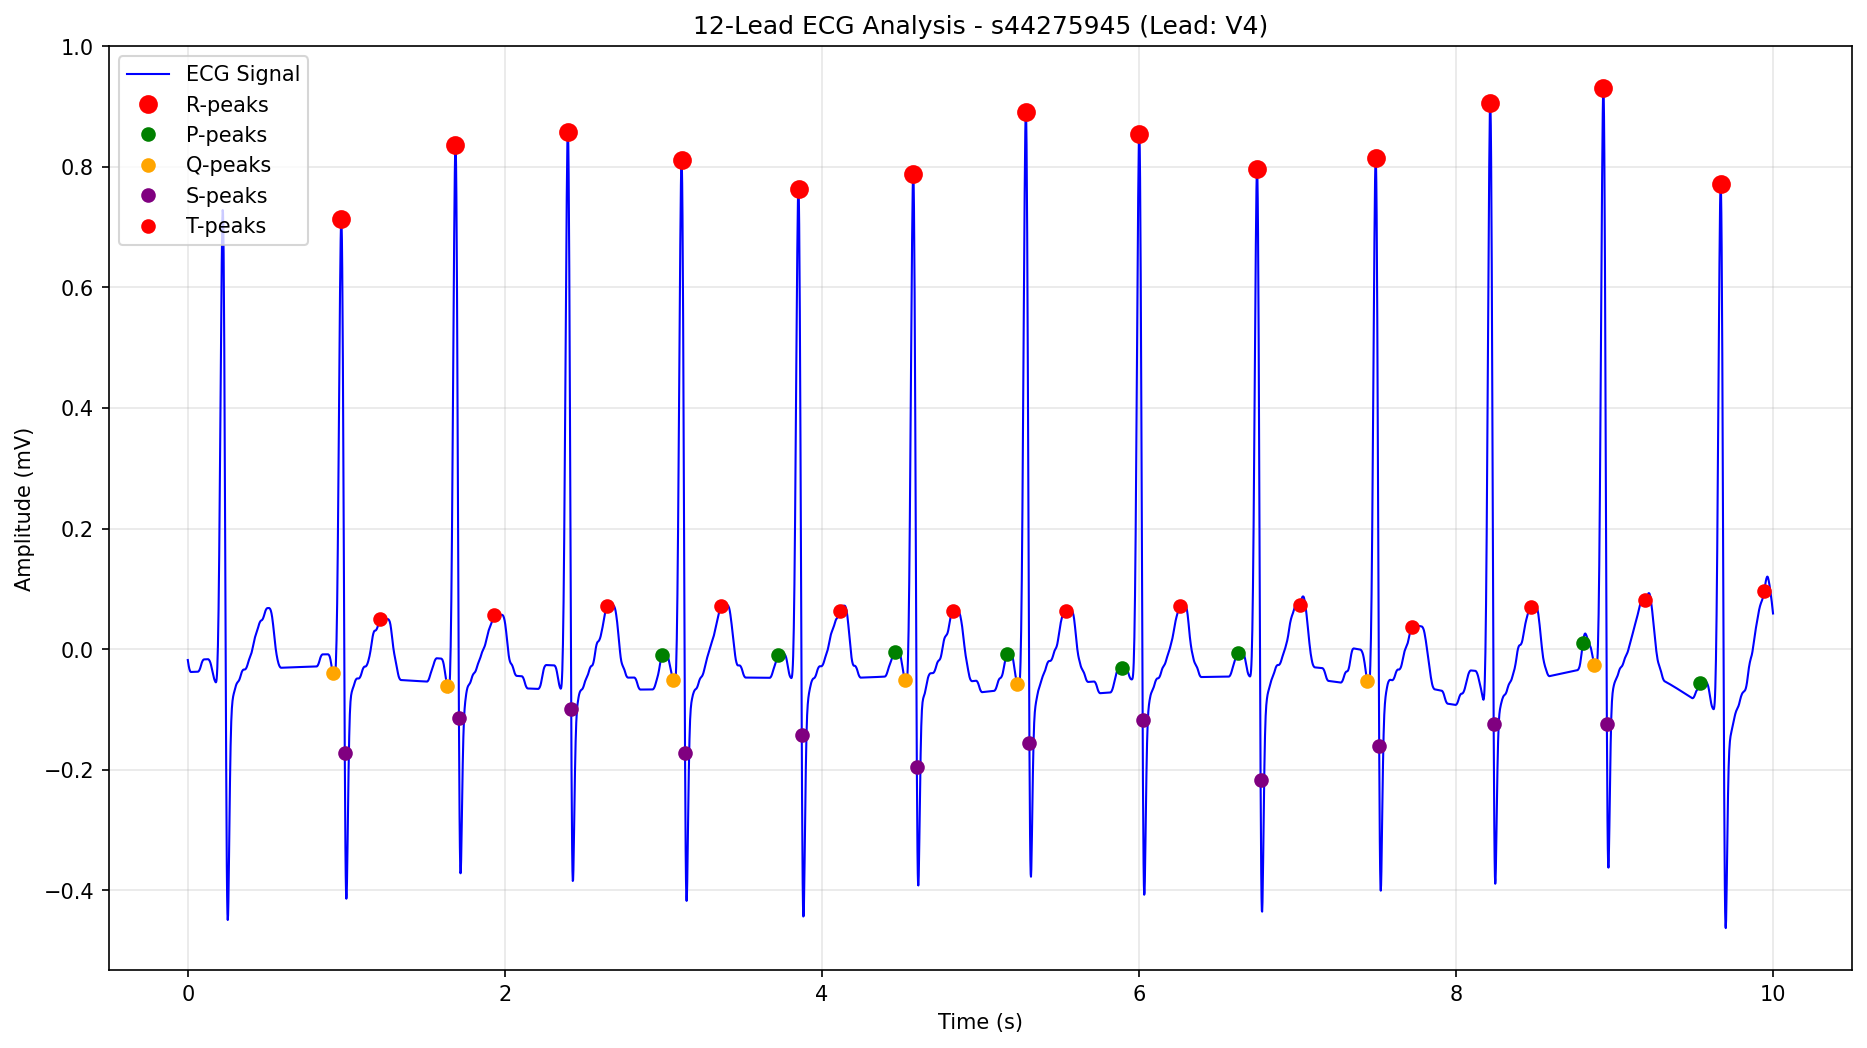 12-Lead ECG Analysis - s44275945 (Lead: V4)
ECG Signal
R-peaks
P-peaks
Q-peaks
S-peaks
T-peaks
Amplitude (mV)
1.0
0.8
0.6
0.4
0.2
0.0
−0.2
−0.4
0 2 4 6 8 10
Time (s)